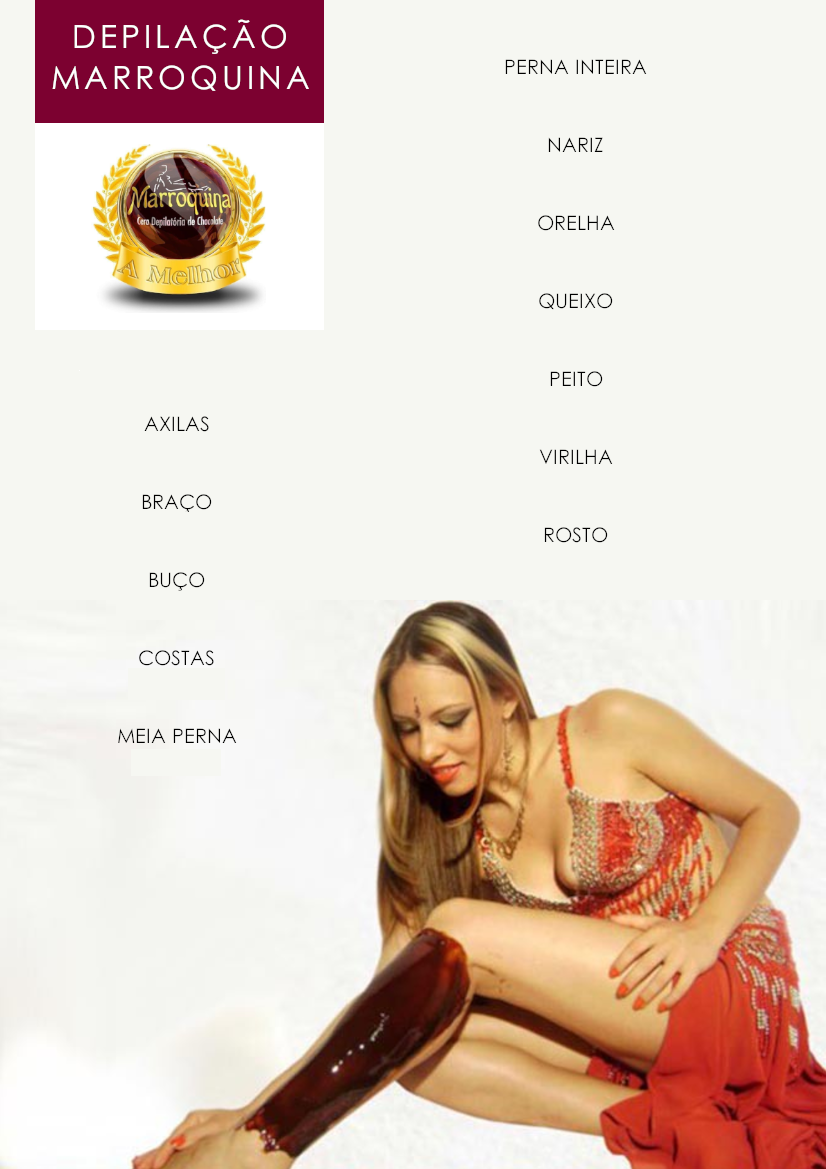 DEPILAÇÃO
MARROQUINA
Marroquina
Cera Depilatória de Chocolate
A Melhor
AXILAS
BRAÇO
BUÇO
COSTAS
MEIA PERNA
PERNA INTEIRA
NARIZ
ORELHA
QUEIXO
PEITO
VIRILHA
ROSTO